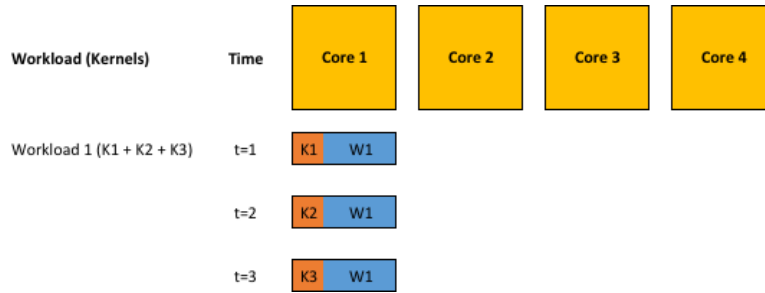 Workload (Kernels) Time Core 1 Core 2 Core 3 Core 4
Workload 1 (K1 + K2 + K3) t=1 K1 W1
t=2 K2 W1
t=3 K3 W1